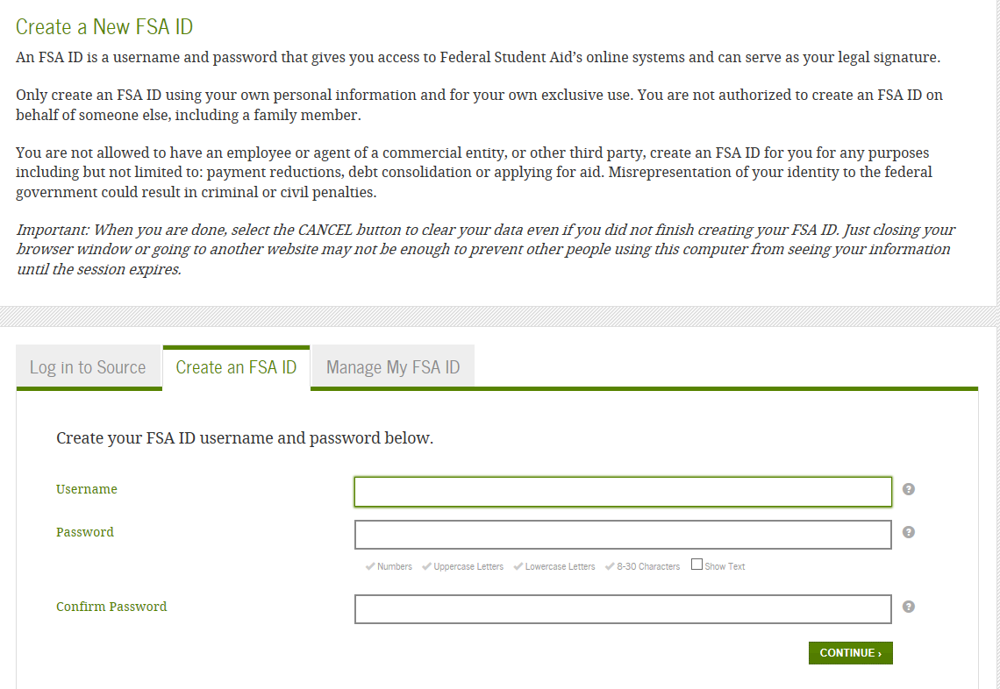 Create a New FSA ID
An FSA ID is a username and password that gives you access to Federal Student Aid’s online systems and can serve as your legal signature.
Only create an FSA ID using your own personal information and for your own exclusive use. You are not authorized to create an FSA ID on
behalf of someone else, including a family member.
You are not allowed to have an employee or agent of a commercial entity, or other third party, create an FSA ID for you for any purposes
including but not limited to: payment reductions, debt consolidation or applying for aid. Misrepresentation of your identity to the federal
government could result in criminal or civil penalties.
Important: When you are done, select the CANCEL button to clear your data even if you did not finish creating your FSA ID. Just closing your
browser window or going to another website may not be enough to prevent other people using this computer from seeing your information
until the session expires.
Log in to Source Create an FSA ID Manage My FSA ID
Create your FSA ID username and password below.
Username ?
Password ?
Numbers Uppercase Letters Lowercase Letters 8-30 Characters Show Text
Confirm Password ?
CONTINUE ›